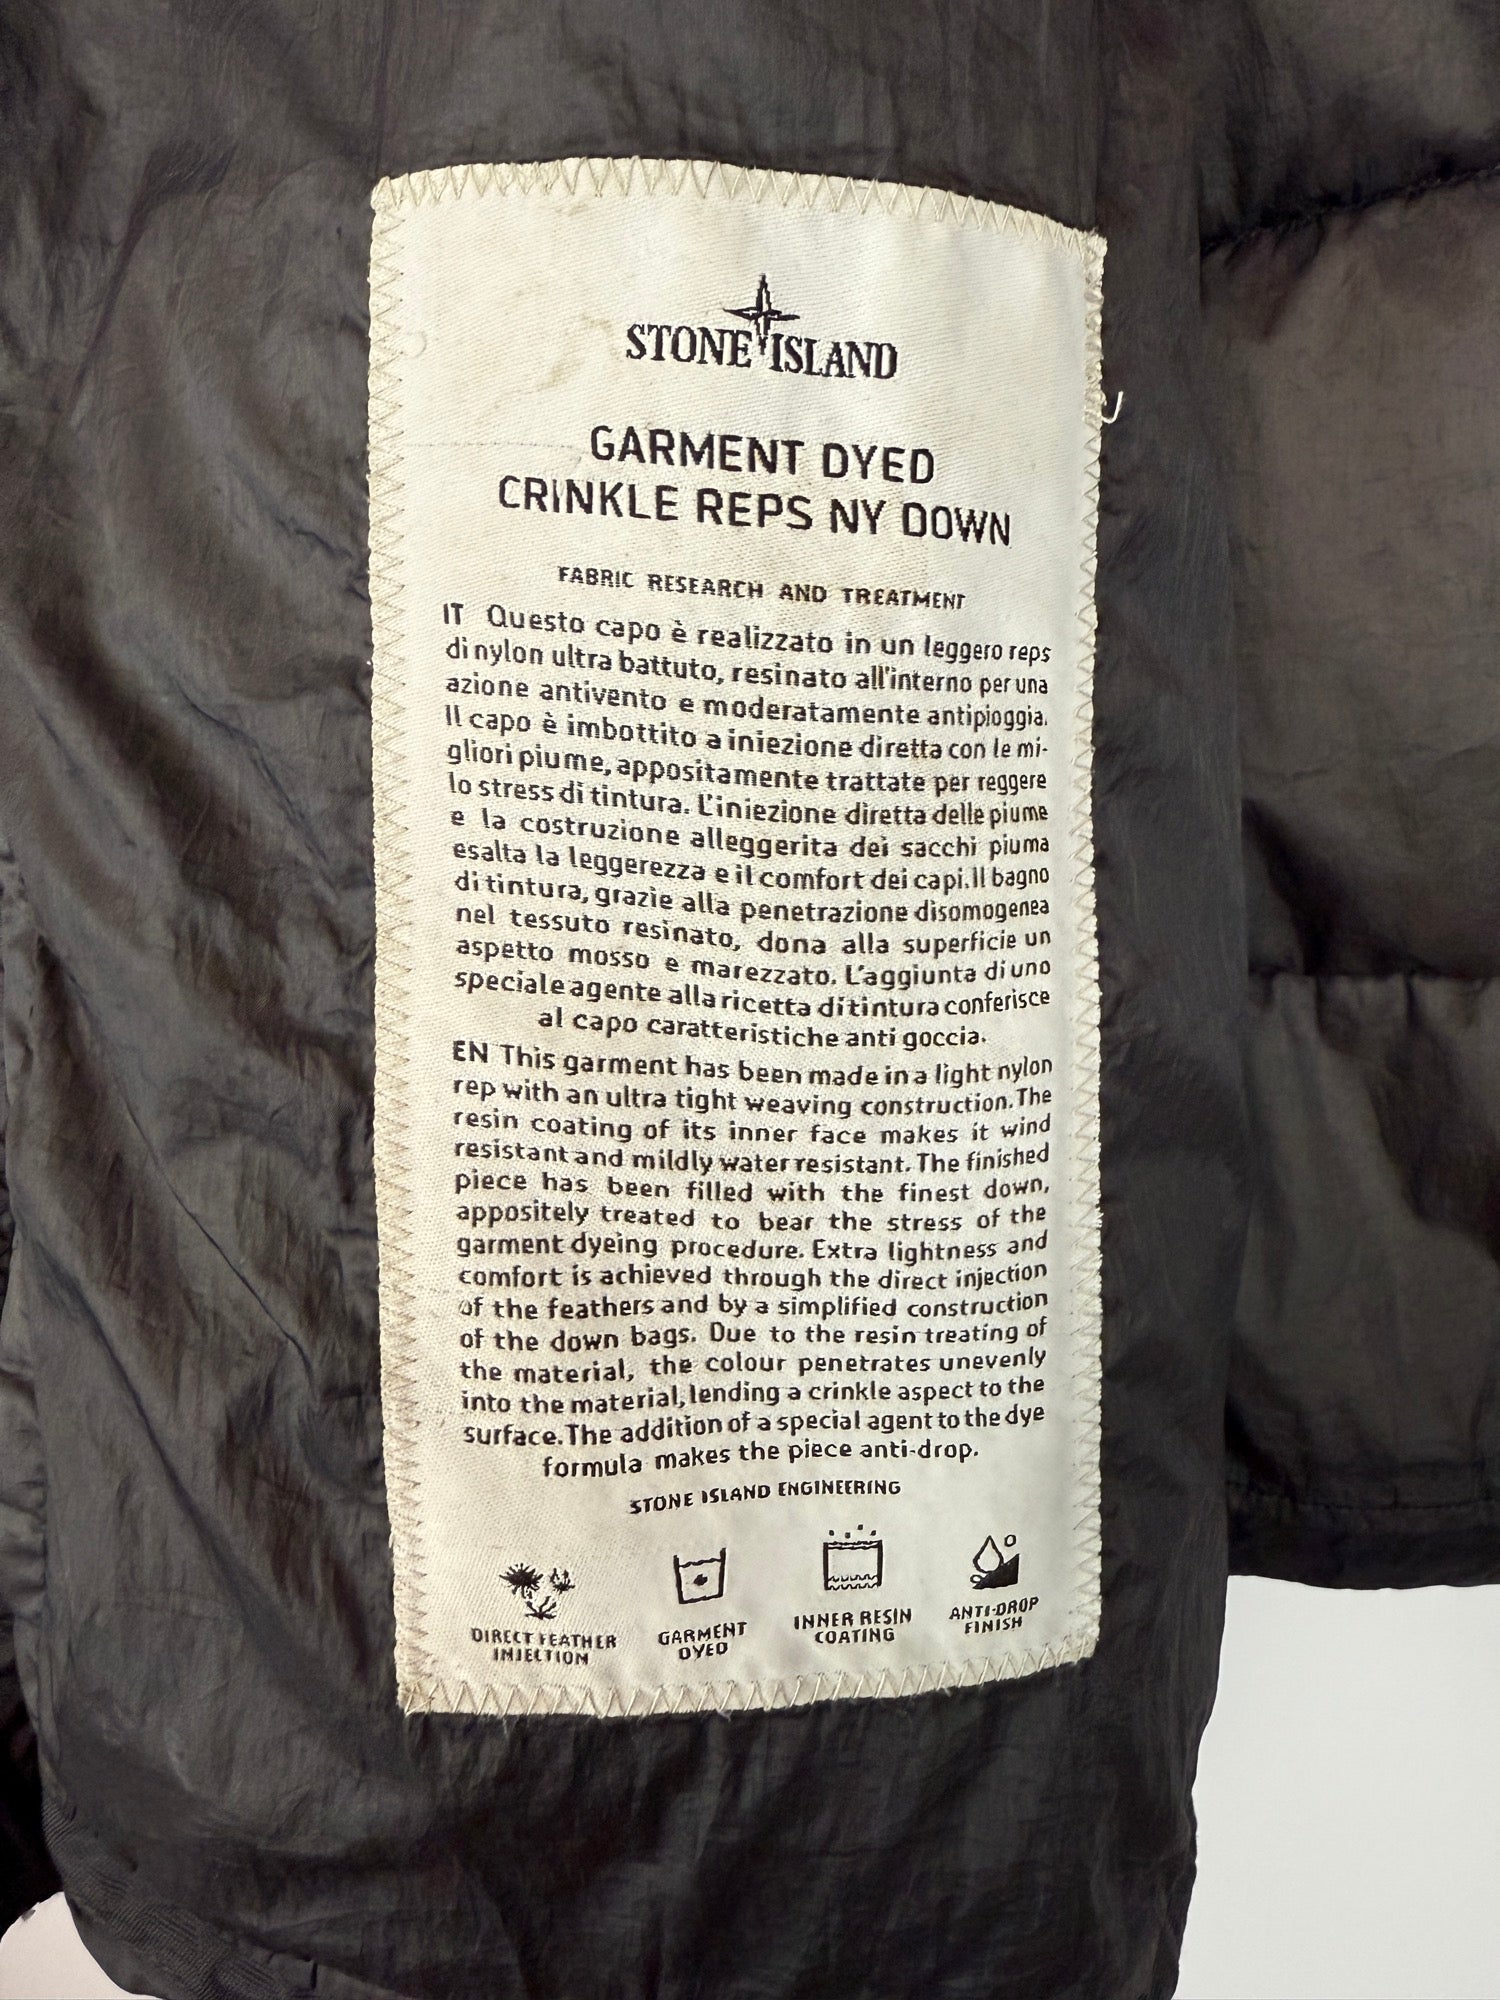 STONE ISLAND
GARMENT DYED
CRINKLE REPS NY DOWN
FABRIC RESEARCH AND TREATMENT
IT Questo capo è realizzato in un leggero reps
di nylon ultra battuto, resinato all'interno per una
azione antivento e moderatamente antipioggia.
Il capo è imbottito a iniezione diretta con le mi-
gliori piume, appositamente trattate per reggere
lo stress di tintura. L'iniezione diretta delle piume
e la costruzione alleggerita dei sacchi piuma
esalta la leggerezza e il comfort dei capi. Il bagno
di tintura, grazie alla penetrazione disomogenea
nel tessuto resinato, dona alla superficie un
aspetto mosso e marezzato. L'aggiunta di uno
speciale agente alla ricetta di tintura conferisce
al capo caratteristiche anti goccia.
EN This garment has been made in a light nylon
rep with an ultra tight weaving construction. The
resin coating of its inner face makes it wind
resistant and mildly water resistant. The finished
piece has been filled with the finest down,
appositely treated to bear the stress of the
garment dyeing procedure. Extra lightness and
comfort is achieved through the direct injection
of the feathers and by a simplified construction
of the down bags. Due to the resin treating of
the material, the colour penetrates unevenly
into the material, lending a crinkle aspect to the
surface. The addition of a special agent to the dye
formula makes the piece anti-drop.
STONE ISLAND ENGINEERING
DIRECT FEATHER
INJECTION
GARMENT
DYED
INNER RESIN
COATING
ANTI-DROP
FINISH